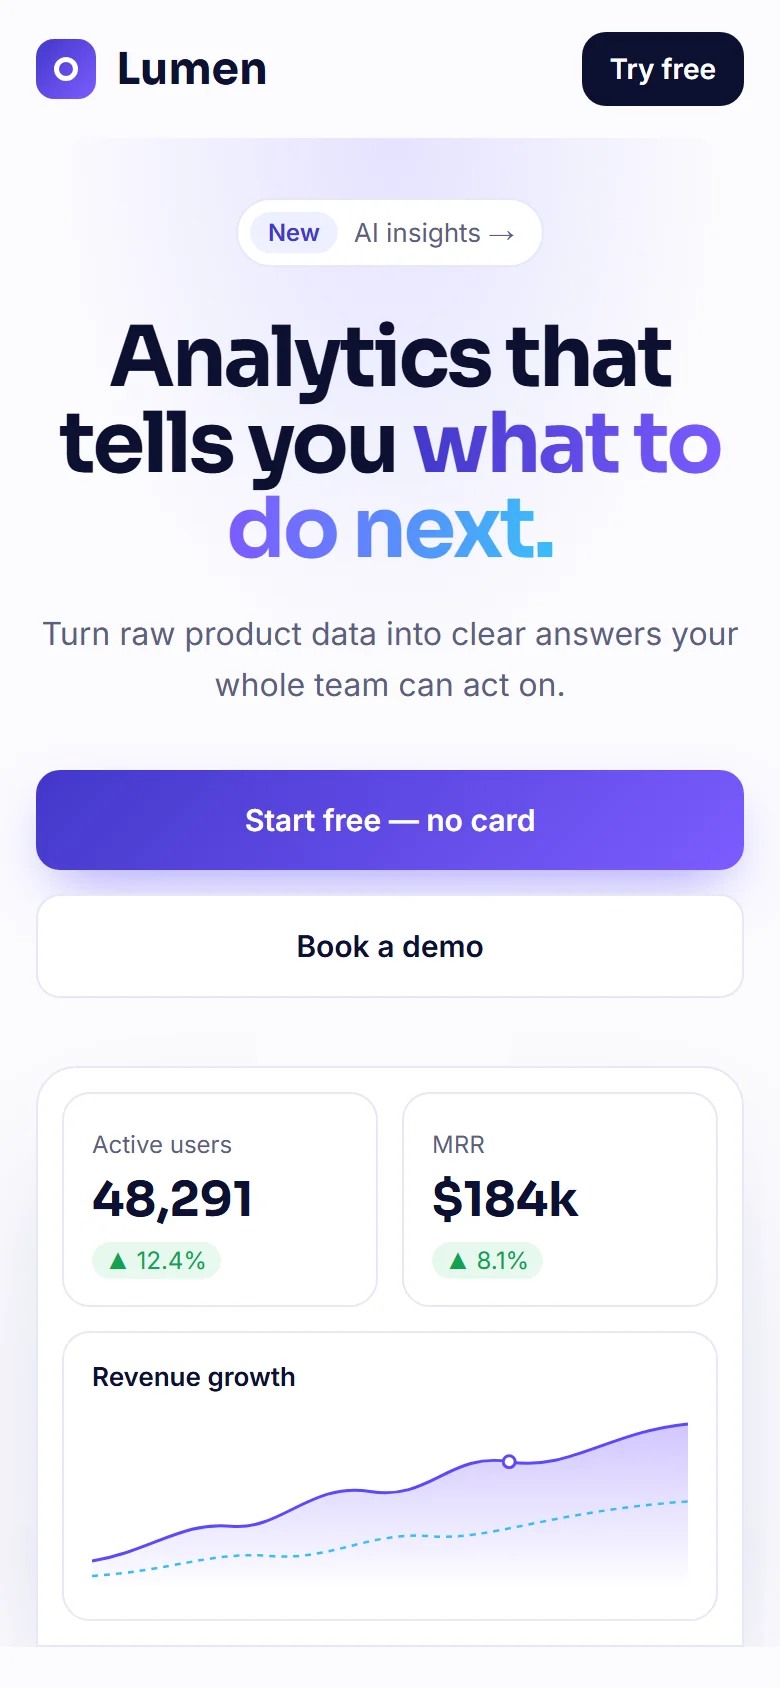 Lumen
Try free
New AI insights →
Analytics that
tells you what to
do next.
Turn raw product data into clear answers your
whole team can act on.
Start free — no card
Book a demo
Active users
48,291
▲ 12.4%
MRR
$184k
▲ 8.1%
Revenue growth